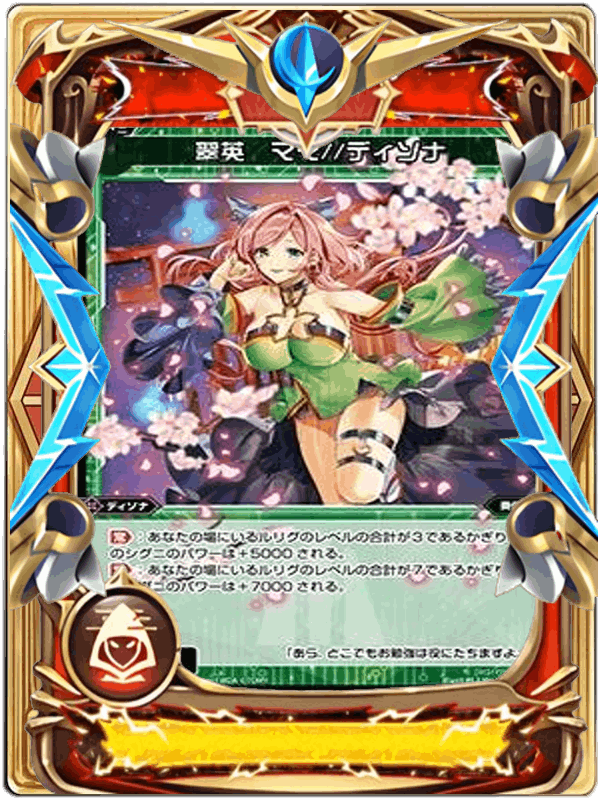 翠英　マモ//ディソナ
ディソナ
常：あなたの場にいるルリグのレベルの合計が３であるかぎり
のシグニのパワーは＋5000される。
：あなたの場にいるルリグのレベルの合計が７であるかぎり
グニのパワーは＋7000される。
「あら、どこでもお勉強は役にたちますよ